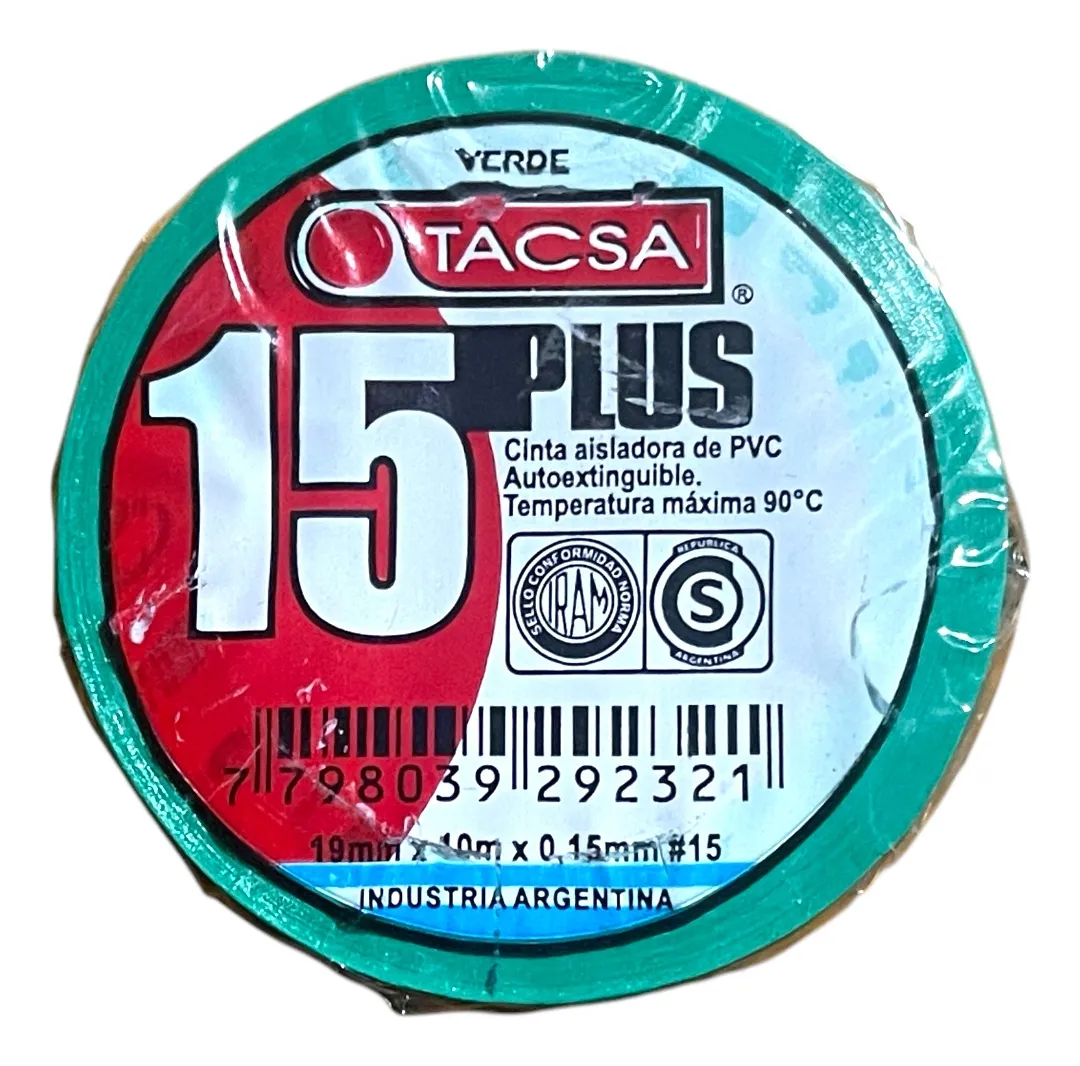 VERDE
TACSA
®
15 PLUS
Cinta aisladora de PVC
Autoextinguible.
Temperatura máxima 90°C
SELLO CONFORMIDAD NORMA
IRAM
REPUBLICA
S
ARGENTINA
7 798039 292321
19mm x 10m x 0,15mm #15
INDUSTRIA ARGENTINA